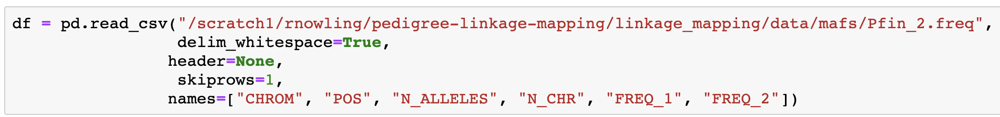 df = pd.read_csv("/scratch1/rnowling/pedigree-linkage-mapping/linkage_mapping/data/mafs/Pfin_2.freq",
delim_whitespace=True,
header=None,
skiprows=1,
names=["CHROM", "POS", "N_ALLELES", "N_CHR", "FREQ_1", "FREQ_2"])